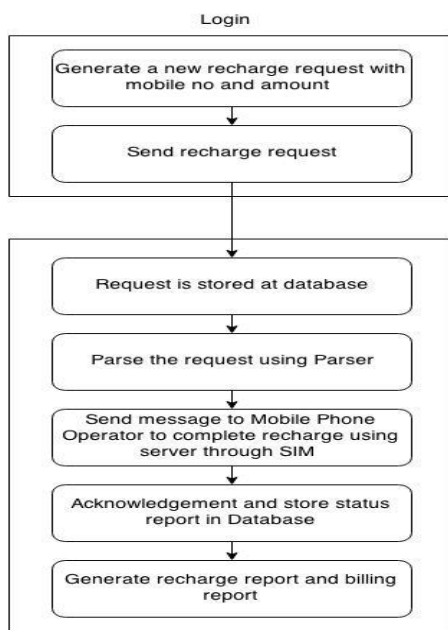 Login
Generate a new recharge request with
mobile no and amount
Send recharge request
Request is stored at database
Parse the request using Parser
Send message to Mobile Phone
Operator to complete recharge using
server through SIM
Acknowledgement and store status
report in Database
Generate recharge report and billing
report